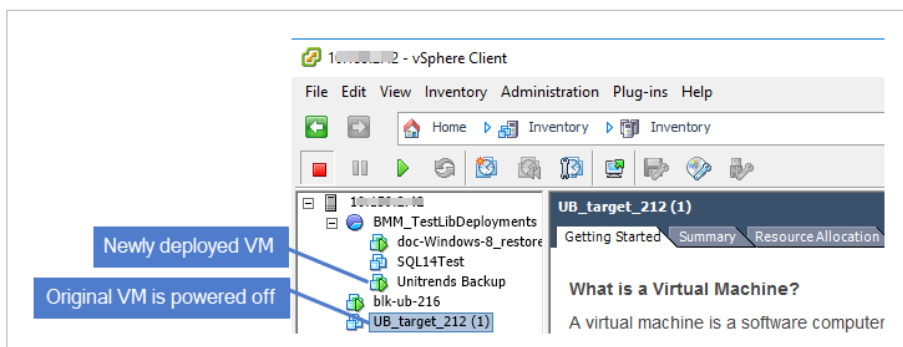 - vSphere Client
File Edit View Inventory Administration Plug-ins Help
Home Inventory Inventory
BMM_TestLibDeployments
doc-Windows-8_restore
SQL14Test
Unitrends Backup
blk-ub-216
UB_target_212 (1)
Newly deployed VM
Original VM is powered off
UB_target_212 (1)
Getting Started Summary Resource Allocation
What is a Virtual Machine?
A virtual machine is a software computer